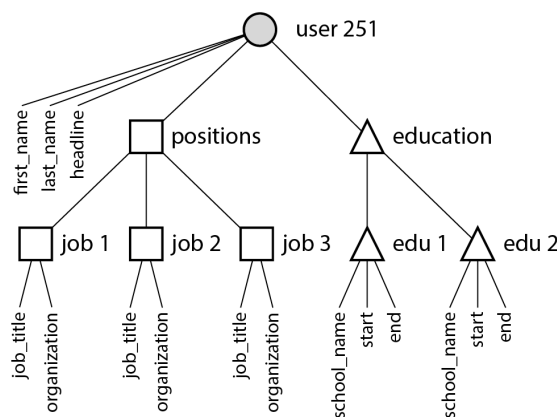 user 251
first_name
last_name
headline
positions
education
job 1
job 2
job 3
edu 1
edu 2
job_title
organization
job_title
organization
job_title
organization
school_name
start
end
school_name
start
end